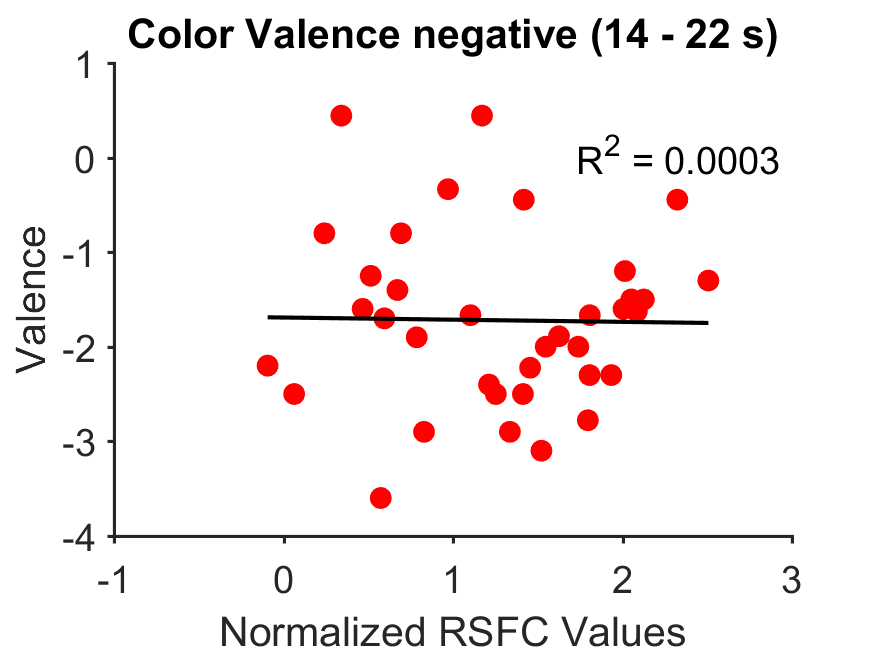 Color Valence negative (14 - 22 s)
1
0
-1
-2
-3
-4
Valence
R² = 0.0003
-1
0
1
2
3
Normalized RSFC Values